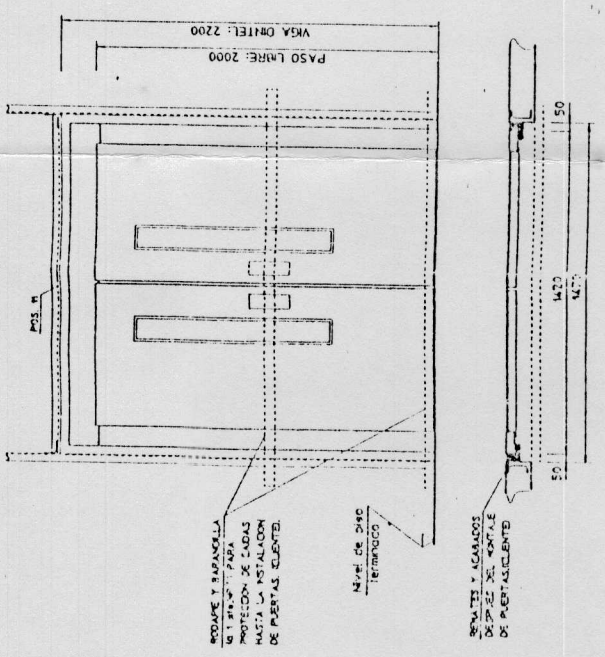 VIGA DINTEL: 2200
PASO LIBRE: 2000
POS.
RODAPIE Y BARANDILLA
PARA
PROTECCION DE CAIDAS
HASTA LA INSTALACION
DE PUERTAS. (CLIENTE).
Nivel de piso
terminado
REMATES Y ACABADOS
DESPUES DEL MONTAJE
DE PUERTAS.(CLIENTE)
50
1420
50